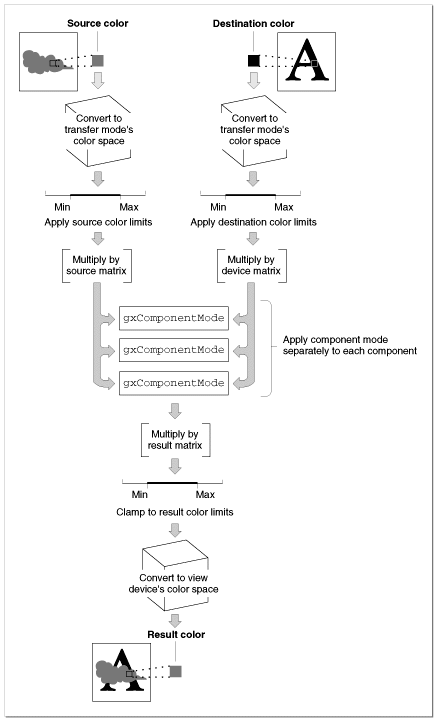 Source color
Destination color
A
Convert to
transfer mode's
color space
Convert to
transfer mode's
color space
Min Max
Apply source color limits
Min Max
Apply destination color limits
Multiply by
source matrix
Multiply by
device matrix
gxComponentMode
gxComponentMode
gxComponentMode
Apply component mode
separately to each component
Multiply by
result matrix
Min Max
Clamp to result color limits
Convert to view
device's color space
Result color
A